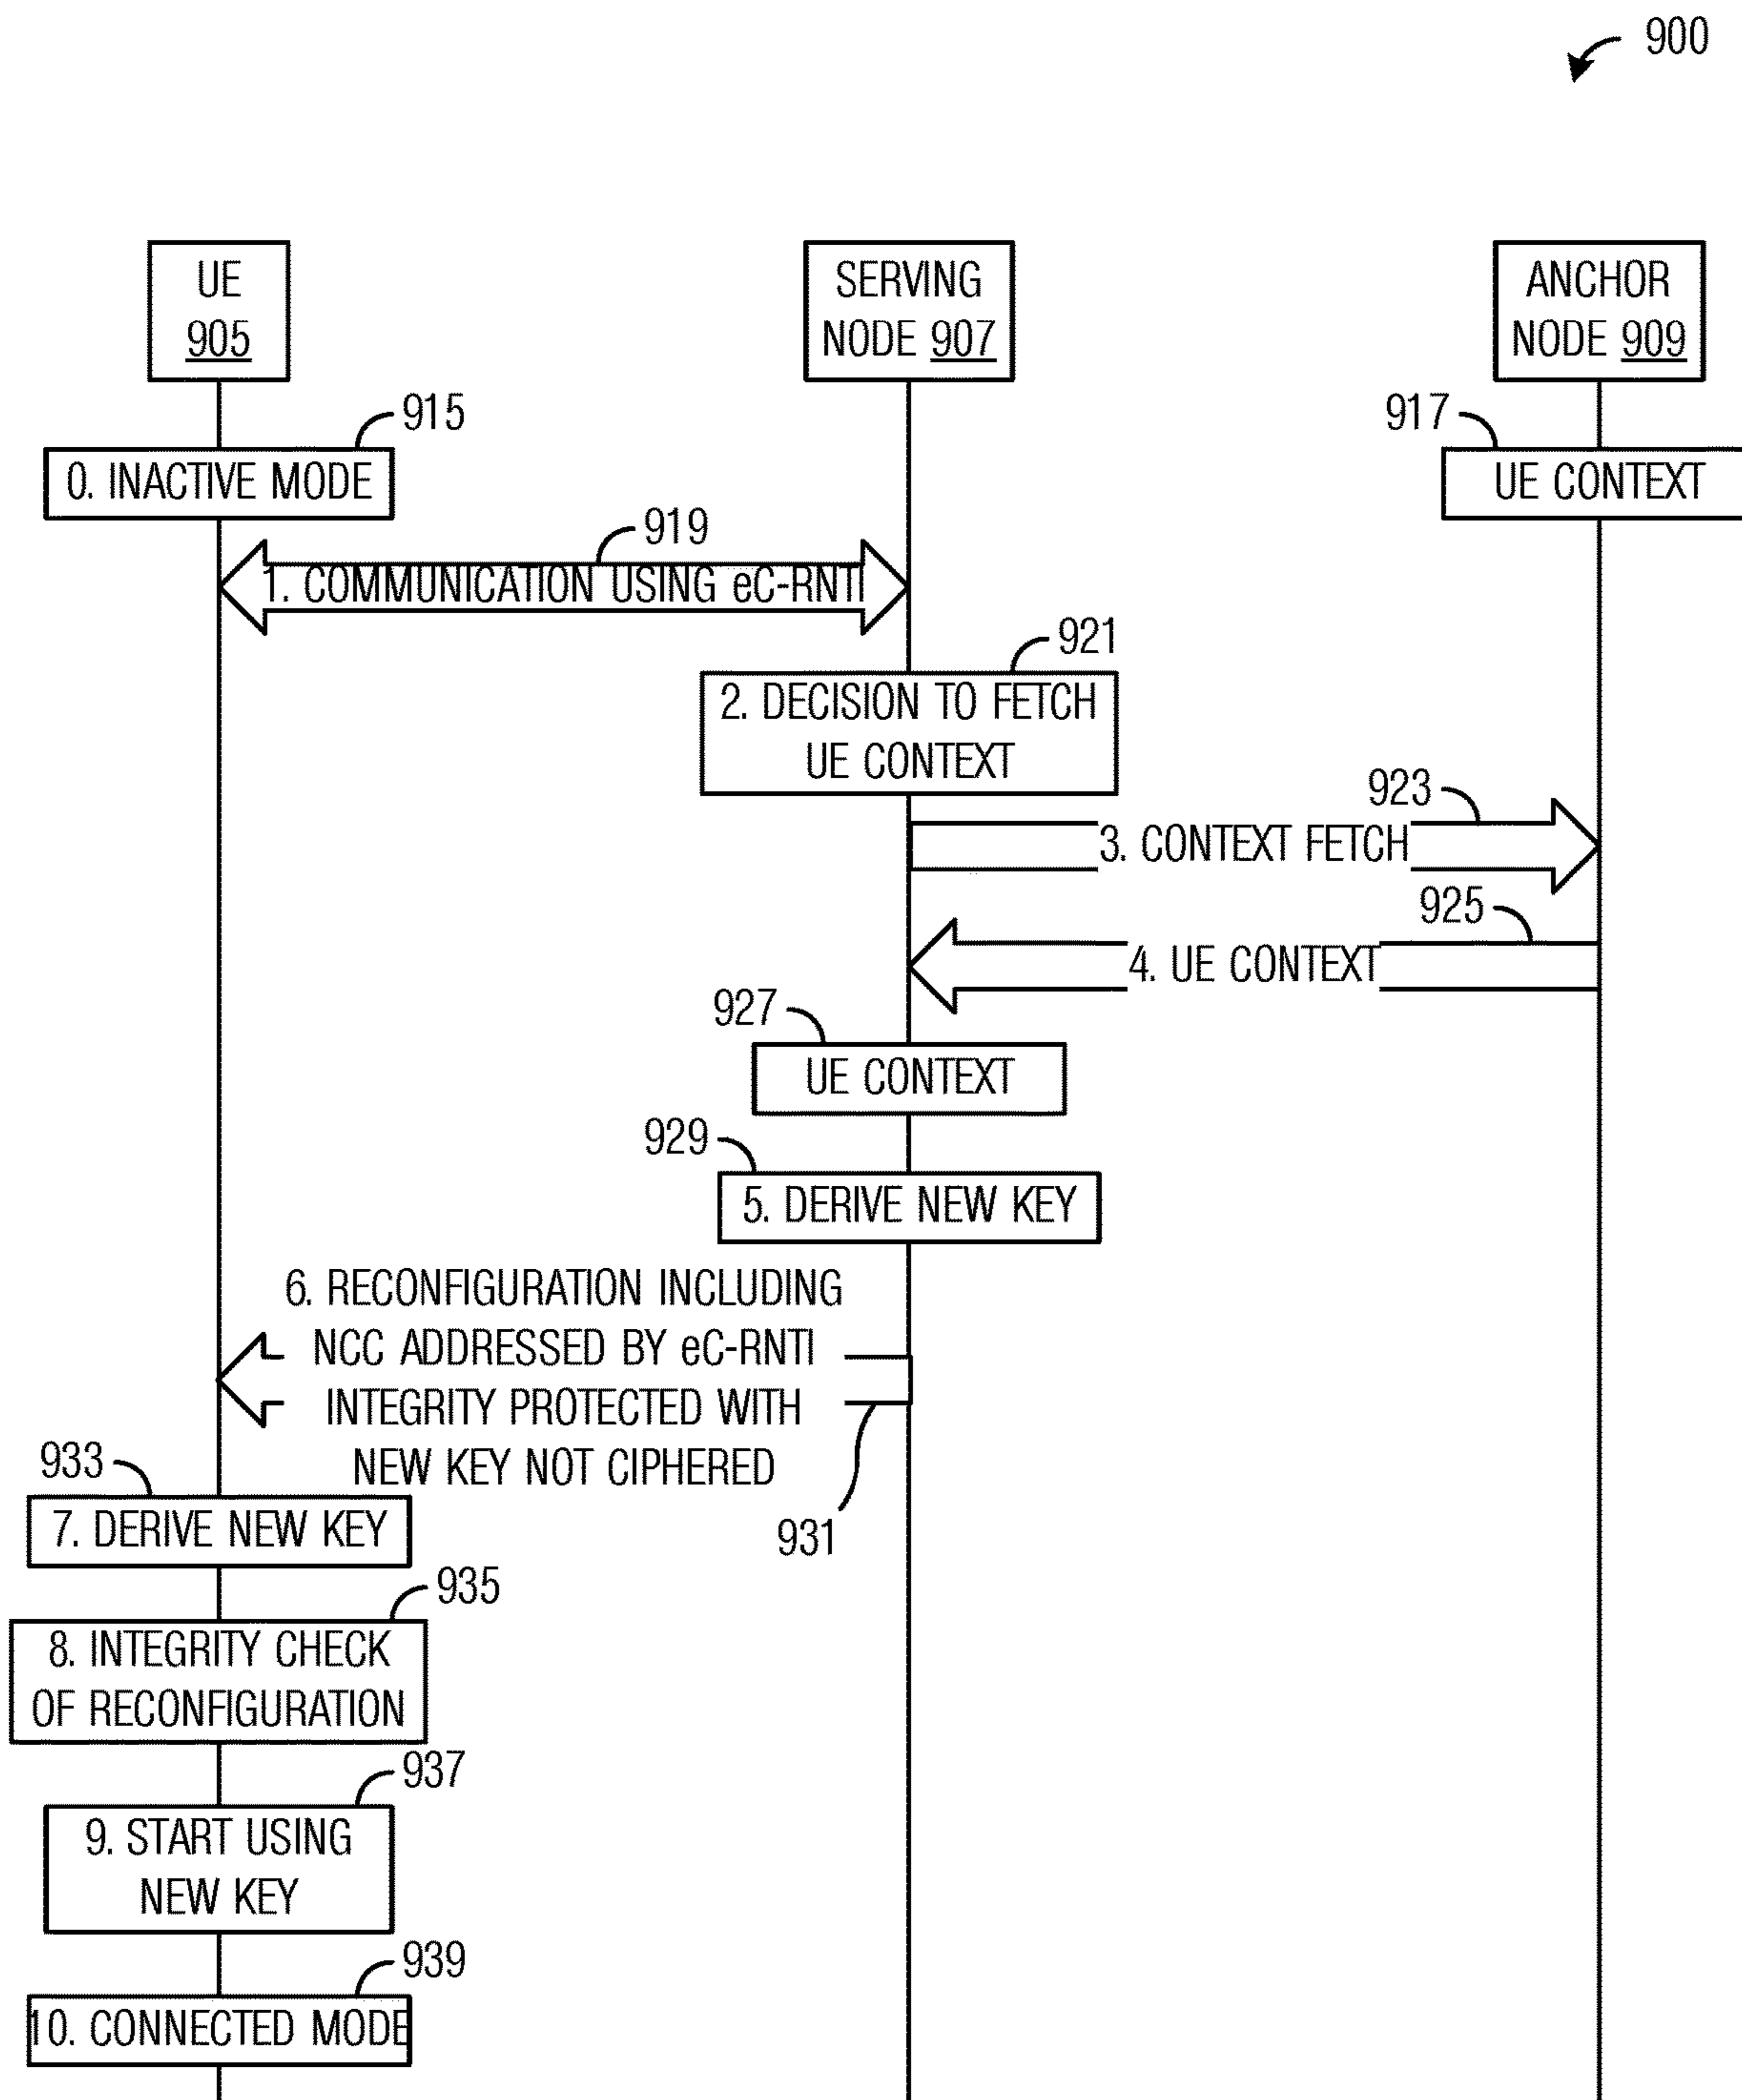 900
UE
905
SERVING
NODE 907
ANCHOR
NODE 909
915
917
0. INACTIVE MODE
UE CONTEXT
919
1. COMMUNICATION USING eC-RNTI
921
2. DECISION TO FETCH
UE CONTEXT
923
3. CONTEXT FETCH
925
4. UE CONTEXT
927
UE CONTEXT
929
5. DERIVE NEW KEY
6. RECONFIGURATION INCLUDING
NCC ADDRESSED BY eC-RNTI
INTEGRITY PROTECTED WITH
NEW KEY NOT CIPHERED
931
933
7. DERIVE NEW KEY
935
8. INTEGRITY CHECK
OF RECONFIGURATION
937
9. START USING
NEW KEY
939
10. CONNECTED MODE